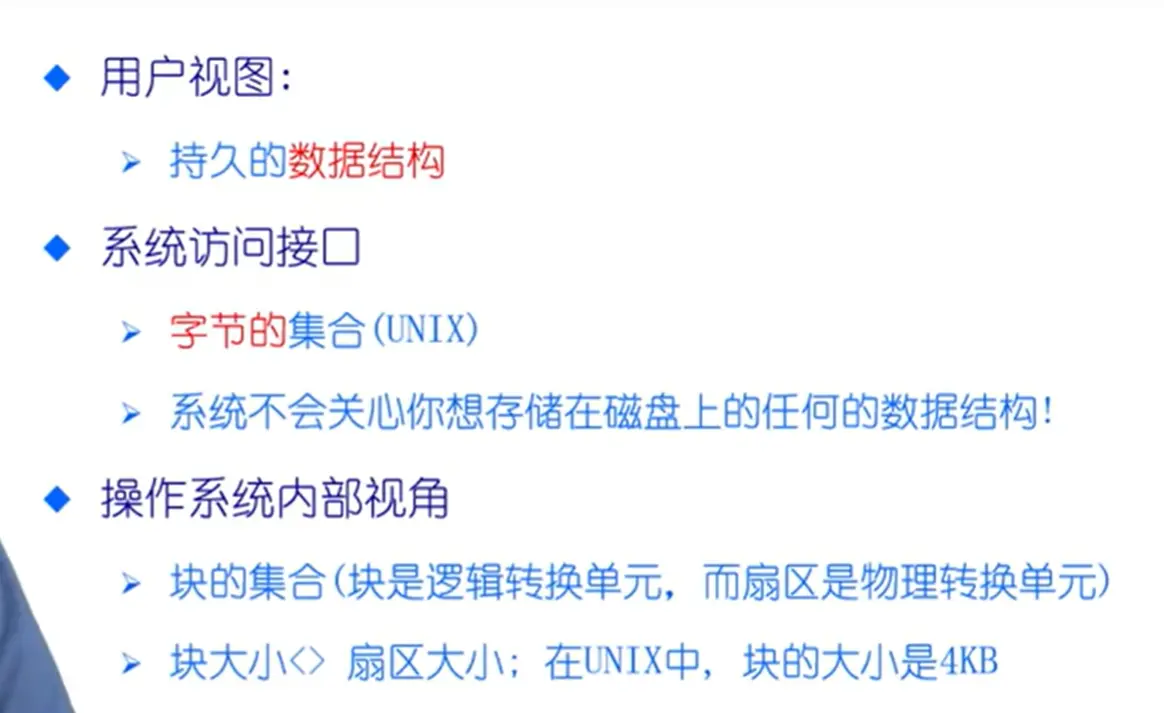 用户视图:
持久的数据结构
系统访问接口
字节的集合(UNIX)
系统不会关心你想存储在磁盘上的任何的数据结构!
操作系统内部视角
块的集合(块是逻辑转换单元, 而扇区是物理转换单元)
块大小<> 扇区大小; 在UNIX中, 块的大小是4KB